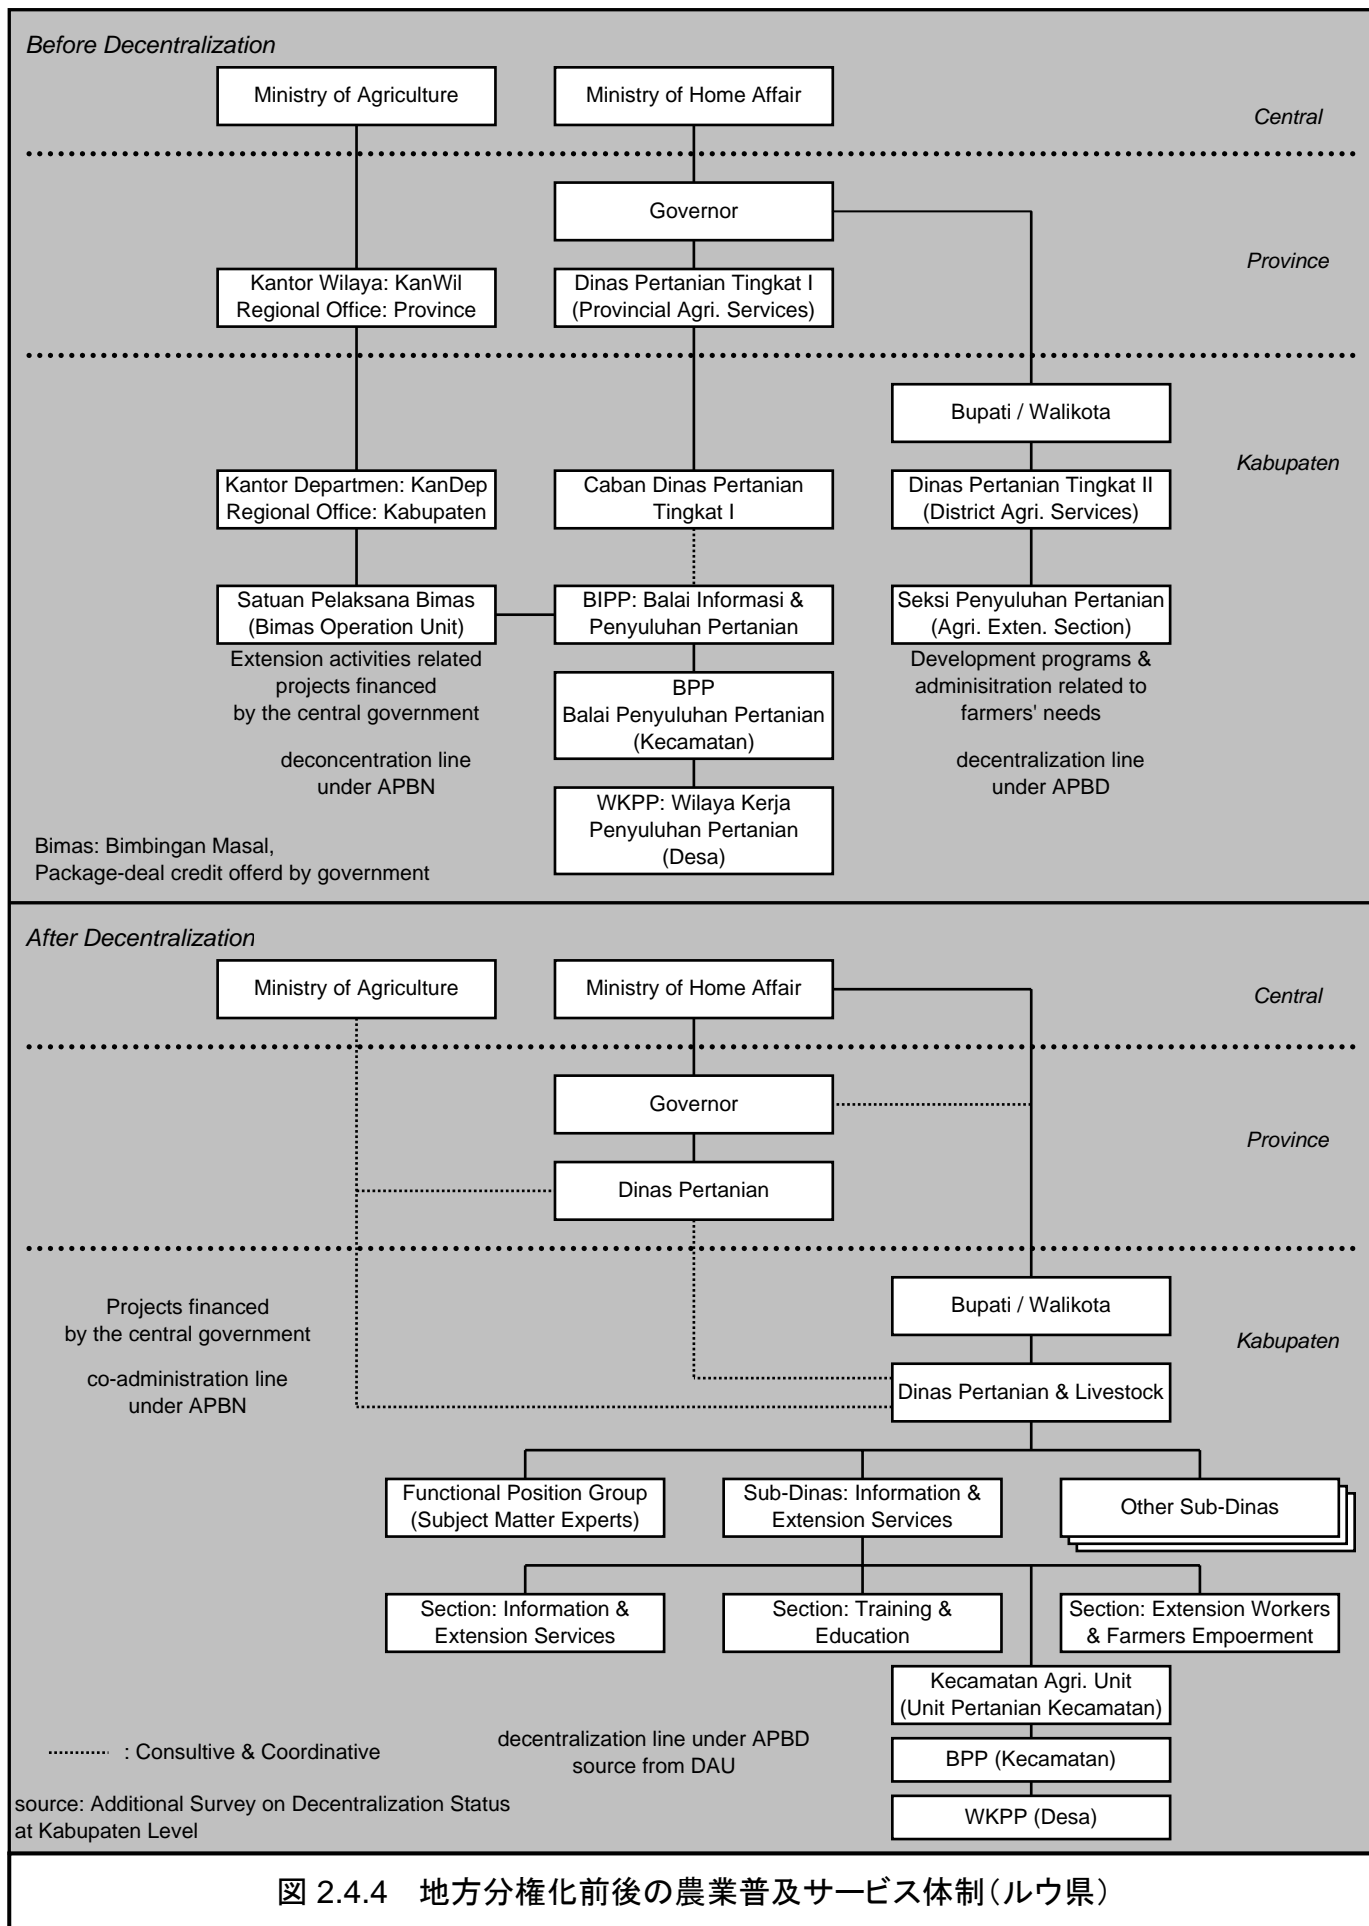 Before Decentralization
Ministry of Agriculture
Ministry of Home Affair
Central
Governor
Province
Kantor Wilaya: KanWil
Regional Office: Province
Dinas Pertanian Tingkat I
(Provincial Agri. Services)
Bupati / Walikota
Kabupaten
Kantor Departmen: KanDep
Regional Office: Kabupaten
Caban Dinas Pertanian
Tingkat I
Dinas Pertanian Tingkat II
(District Agri. Services)
Satuan Pelaksana Bimas
(Bimas Operation Unit)
BIPP: Balai Informasi &
Penyuluhan Pertanian
Seksi Penyuluhan Pertanian
(Agri. Exten. Section)
Extension activities related
projects financed
by the central government
Development programs &
adminisitration related to
farmers' needs
BPP
Balai Penyuluhan Pertanian
(Kecamatan)
deconcentration line
under APBN
decentralization line
under APBD
WKPP: Wilaya Kerja
Penyuluhan Pertanian
(Desa)
Bimas: Bimbingan Masal,
Package-deal credit offerd by government
After Decentralization
Ministry of Agriculture
Ministry of Home Affair
Central
Governor
Province
Dinas Pertanian
Projects financed
by the central government
Bupati / Walikota
Kabupaten
co-administration line
under APBN
Dinas Pertanian & Livestock
Functional Position Group
(Subject Matter Experts)
Sub-Dinas: Information &
Extension Services
Other Sub-Dinas
Section: Information &
Extension Services
Section: Training &
Education
Section: Extension Workers
& Farmers Empoerment
Kecamatan Agri. Unit
(Unit Pertanian Kecamatan)
decentralization line under APBD
source from DAU
: Consultive & Coordinative
BPP (Kecamatan)
WKPP (Desa)
source: Additional Survey on Decentralization Status
at Kabupaten Level
図 2.4.4 地方分権化前後の農業普及サービス体制(ルウ県)